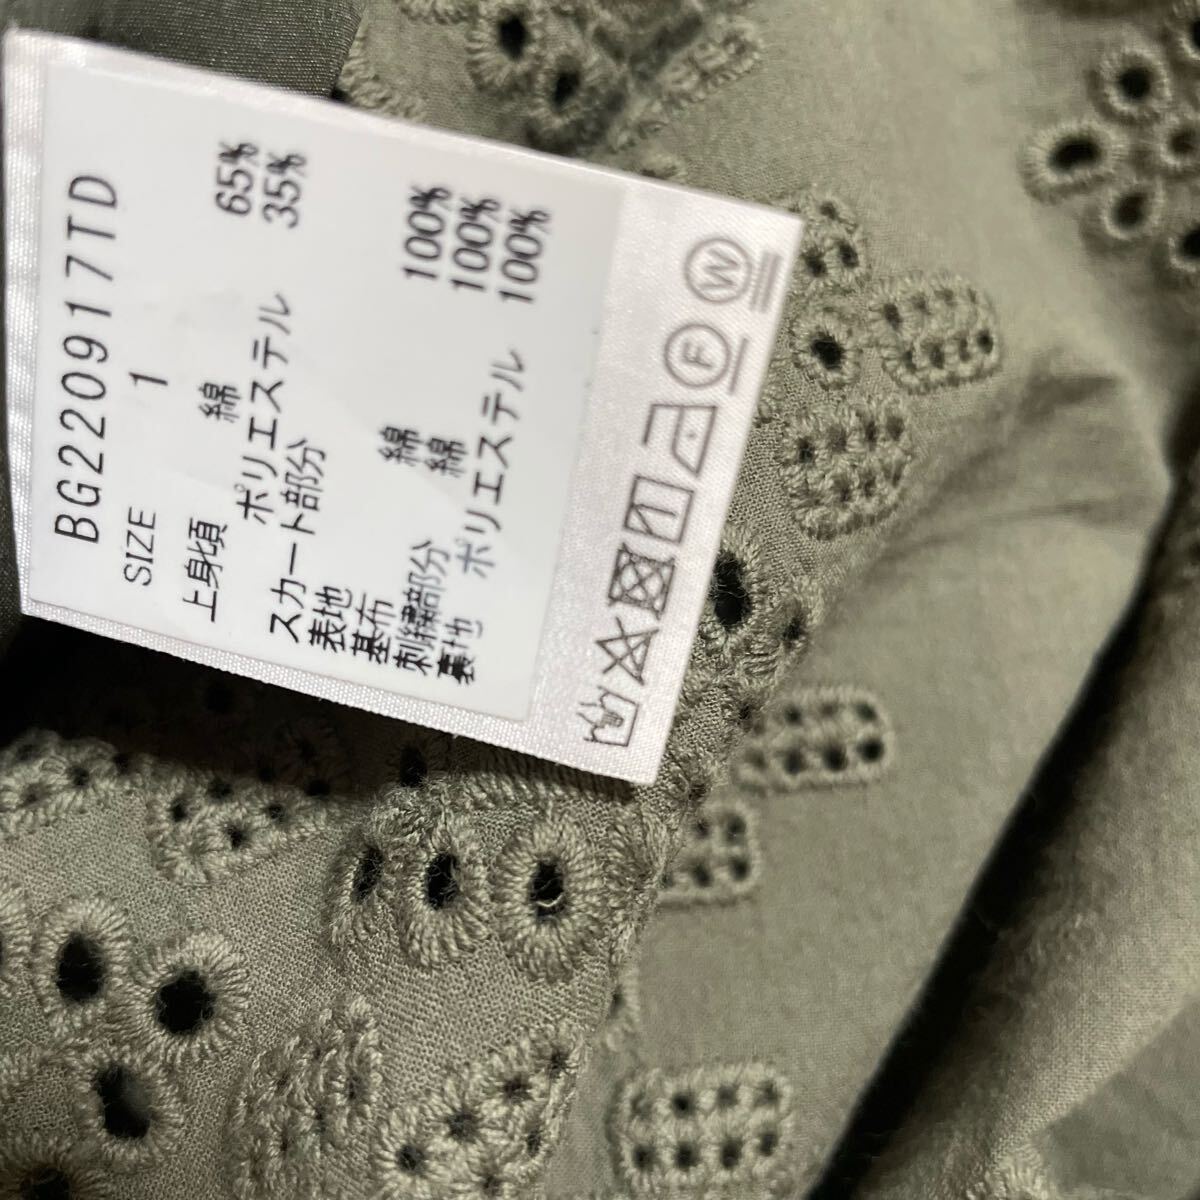 BG220917TD
SIZE 1
上身頃 綿 65%
ポリエステル 35%
スカート部分
表地
基布 綿 100%
刺繍部分 綿 100%
裏地 ポリエステル 100%
F
W